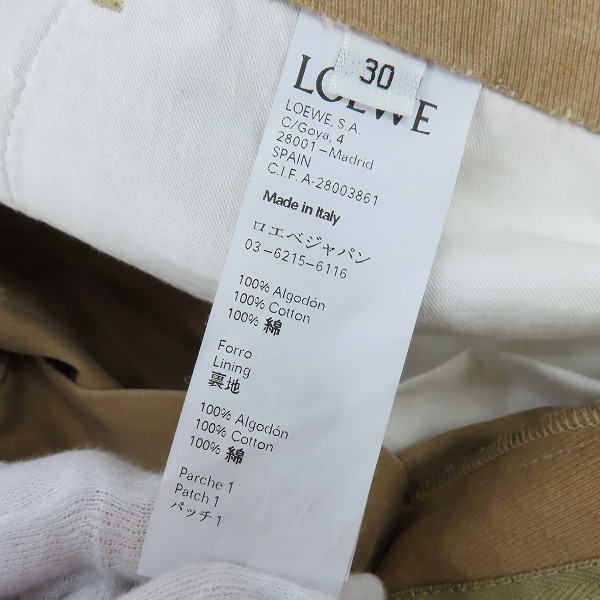 30
LOEWE
LOEWE, S.A.
C/Goya, 4
28001-Madrid
SPAIN
C.I.F. A-28003861
Made in Italy
ロエベジャパン
03-6215-6116
100% Algodón
100% Cotton
100% 綿
Forro
Lining
裏地
100% Algodón
100% Cotton
100% 綿
Parche 1
Patch 1
パッチ 1